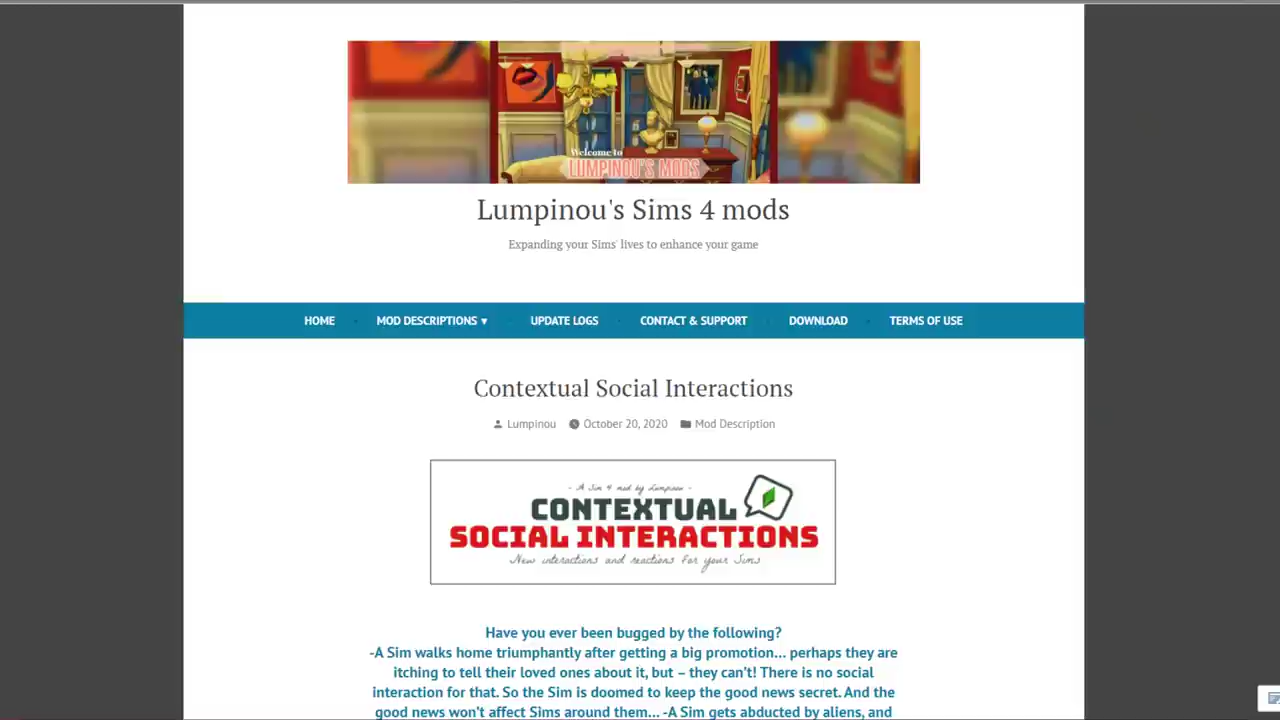 Welcome to
LUMPINOU'S MODS
Lumpinou's Sims 4 mods
Expanding your Sims' lives to enhance your game
HOME
MOD DESCRIPTIONS ▾
UPDATE LOGS
CONTACT & SUPPORT
DOWNLOAD
TERMS OF USE
Contextual Social Interactions
Lumpinou October 20, 2020 Mod Description
- A Sim 4 mod by Lumpinou -
CONTEXTUAL
SOCIAL INTERACTIONS
New interactions and reactions for your Sims
Have you ever been bugged by the following?
-A Sim walks home triumphantly after getting a big promotion… perhaps they are
itching to tell their loved ones about it, but – they can't! There is no social
interaction for that. So the Sim is doomed to keep the good news secret. And the
good news won't affect Sims around them… -A Sim gets abducted by aliens, and